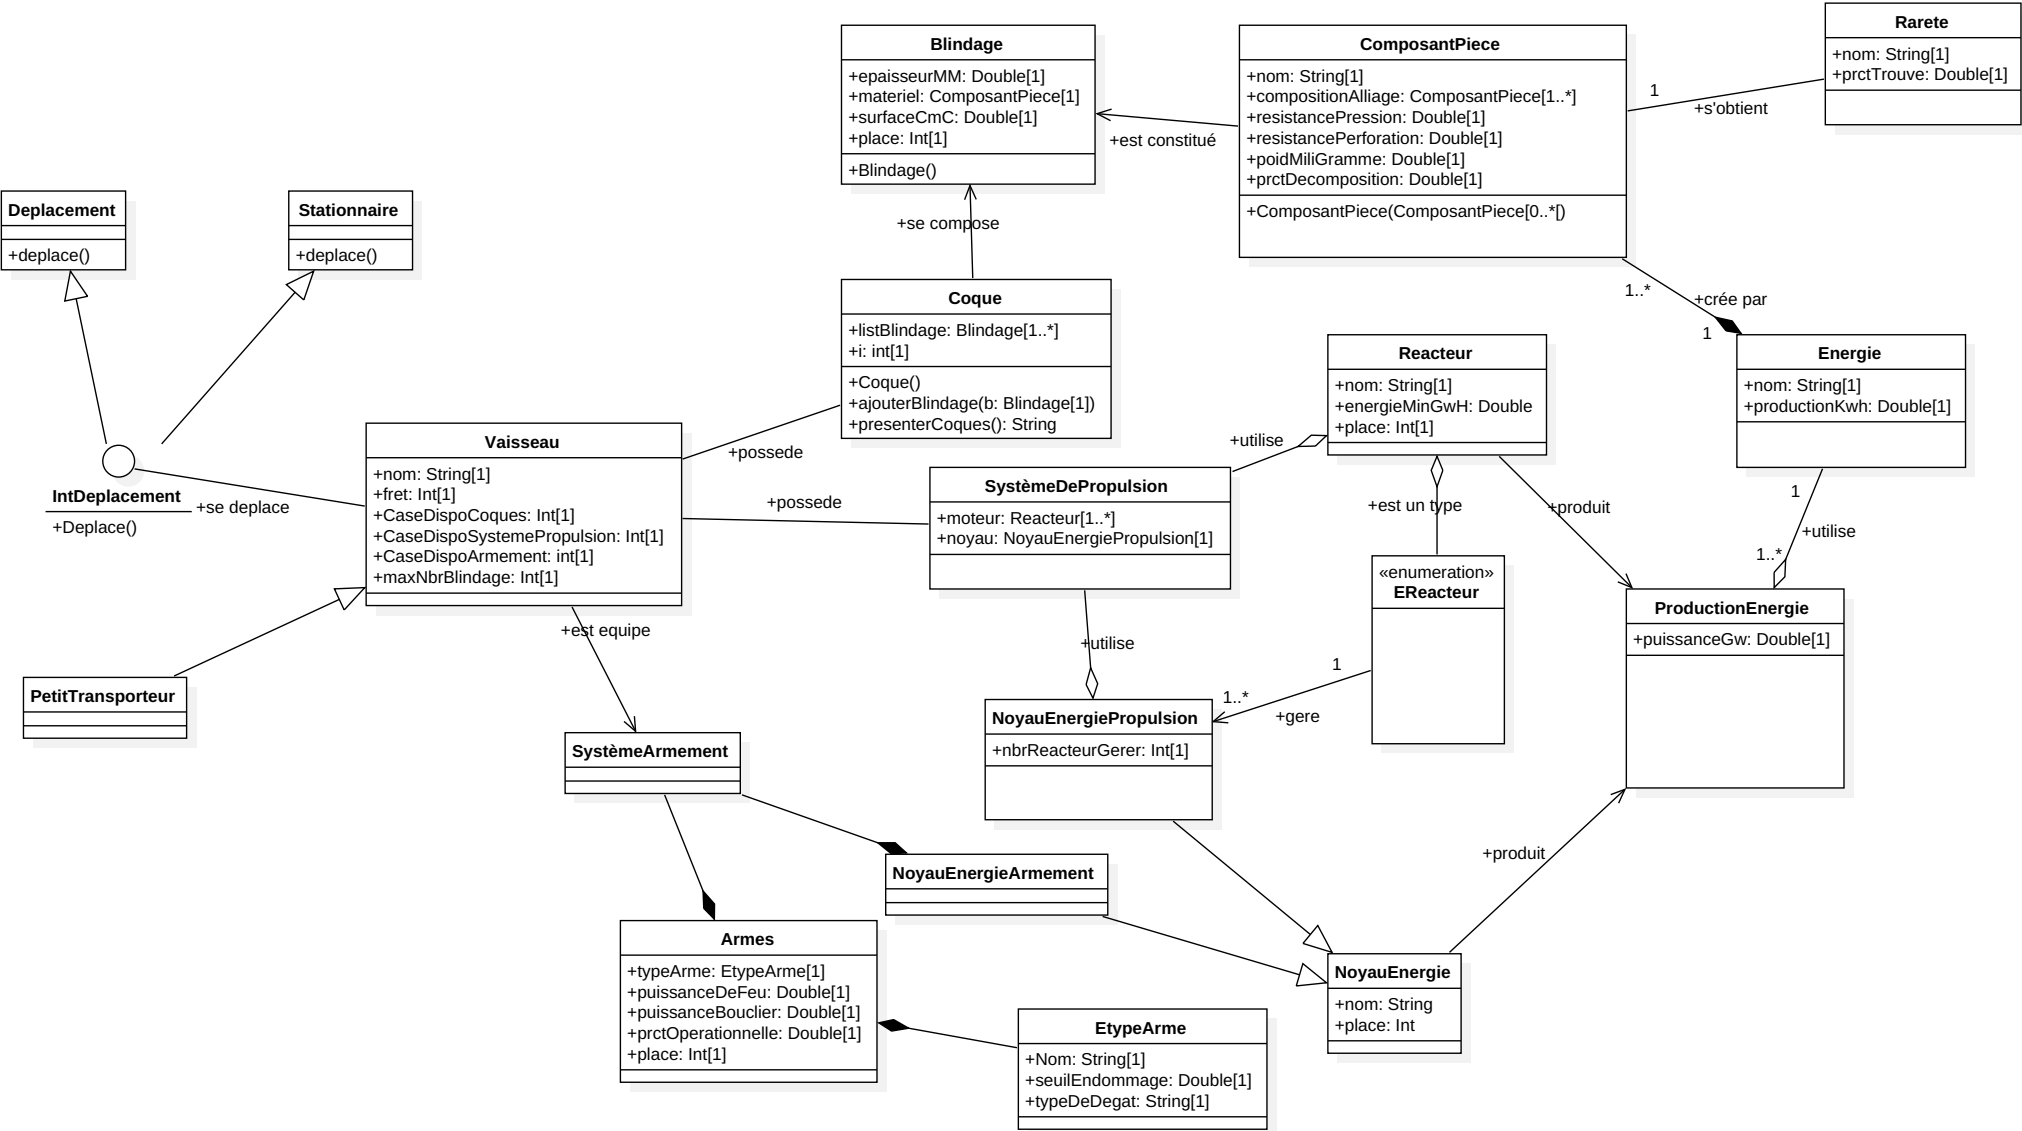 Rarete
+nom: String[1]
+prctTrouve: Double[1]
Blindage
+epaisseurMM: Double[1]
+materiel: ComposantPiece[1]
+surfaceCmC: Double[1]
+place: Int[1]
+Blindage()
ComposantPiece
+nom: String[1]
+compositionAlliage: ComposantPiece[1..*]
+resistancePression: Double[1]
+resistancePerforation: Double[1]
+poidMiliGramme: Double[1]
+prctDecomposition: Double[1]
+ComposantPiece(ComposantPiece[0..*[)
1
+s'obtient
+est constitué
Deplacement
+deplace()
Stationnaire
+deplace()
+se compose
Coque
+listBlindage: Blindage[1..*]
+i: int[1]
+Coque()
+ajouterBlindage(b: Blindage[1])
+presenterCoques(): String
1..*
+crée par
1
Energie
+nom: String[1]
+productionKwh: Double[1]
Reacteur
+nom: String[1]
+energieMinGwH: Double
+place: Int[1]
Vaisseau
+nom: String[1]
+fret: Int[1]
+CaseDispoCoques: Int[1]
+CaseDispoSystemePropulsion: Int[1]
+CaseDispoArmement: int[1]
+maxNbrBlindage: Int[1]
+possede
+possede
+utilise
SystèmeDePropulsion
+moteur: Reacteur[1..*]
+noyau: NoyauEnergiePropulsion[1]
IntDeplacement
+Deplace()
+se deplace
+est un type
+produit
1
+utilise
1..*
«enumeration»
EReacteur
ProductionEnergie
+puissanceGw: Double[1]
+est equipe
+utilise
1
1..*
+gere
PetitTransporteur
SystèmeArmement
NoyauEnergiePropulsion
+nbrReacteurGerer: Int[1]
+produit
NoyauEnergieArmement
Armes
+typeArme: EtypeArme[1]
+puissanceDeFeu: Double[1]
+puissanceBouclier: Double[1]
+prctOperationnelle: Double[1]
+place: Int[1]
NoyauEnergie
+nom: String
+place: Int
EtypeArme
+Nom: String[1]
+seuilEndommage: Double[1]
+typeDeDegat: String[1]